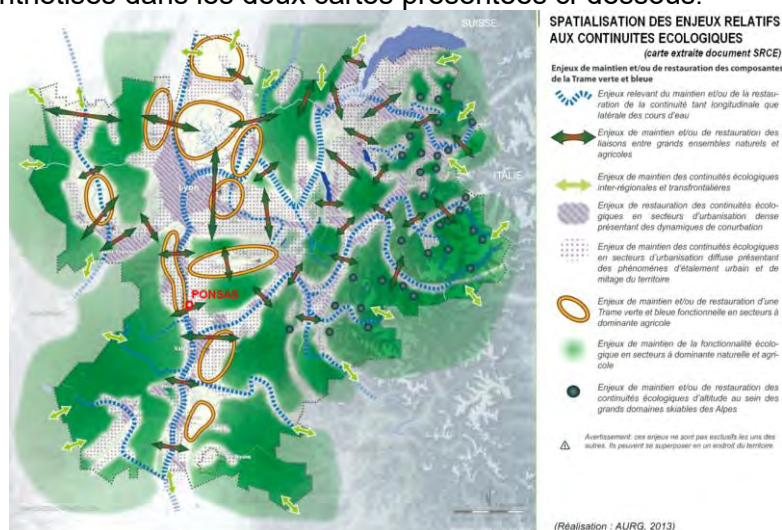 nthétisés dans les deux cartes présentées ci-dessous.
SPATIALISATION DES ENJEUX RELATIFS
AUX CONTINUITES ECOLOGIQUES
(carte extraite document SRCE)
Enjeux de maintien et/ou de restauration des composantes
de la Trame verte et bleue
Enjeux relevant du maintien et/ou de la restau-
ration de la continuité tant longitudinale que
latérale des cours d'eau
Enjeux de maintien et/ou de restauration des
liaisons entre grands ensembles naturels et
agricoles
Enjeux de maintien des continuités écologiques
inter-régionales et transfrontalières
Enjeux de restauration des continuités écolo-
giques en secteurs d'urbanisation dense
présentant des dynamiques de conurbation
Enjeux de maintien des continuités écologiques
en secteurs d'urbanisation diffuse présentant
des phénomènes d'étalement urbain et de
mitage du territoire
Enjeux de maintien et/ou de restauration d'une
Trame verte et bleue fonctionnelle en secteurs à
dominante agricole
Enjeux de maintien de la fonctionnalité écolo-
gique en secteurs à dominante naturelle et agri-
cole
Enjeux de maintien et/ou de restauration des
continuités écologiques d'altitude au sein des
grands domaines skiables des Alpes
Avertissement: ces enjeux ne sont pas exclusifs les uns des
autres. Ils peuvent se superposer en un endroit du territoire.
(Réalisation : AURG, 2013)
SUISSE
ITALIE
Lyon
PONSAS